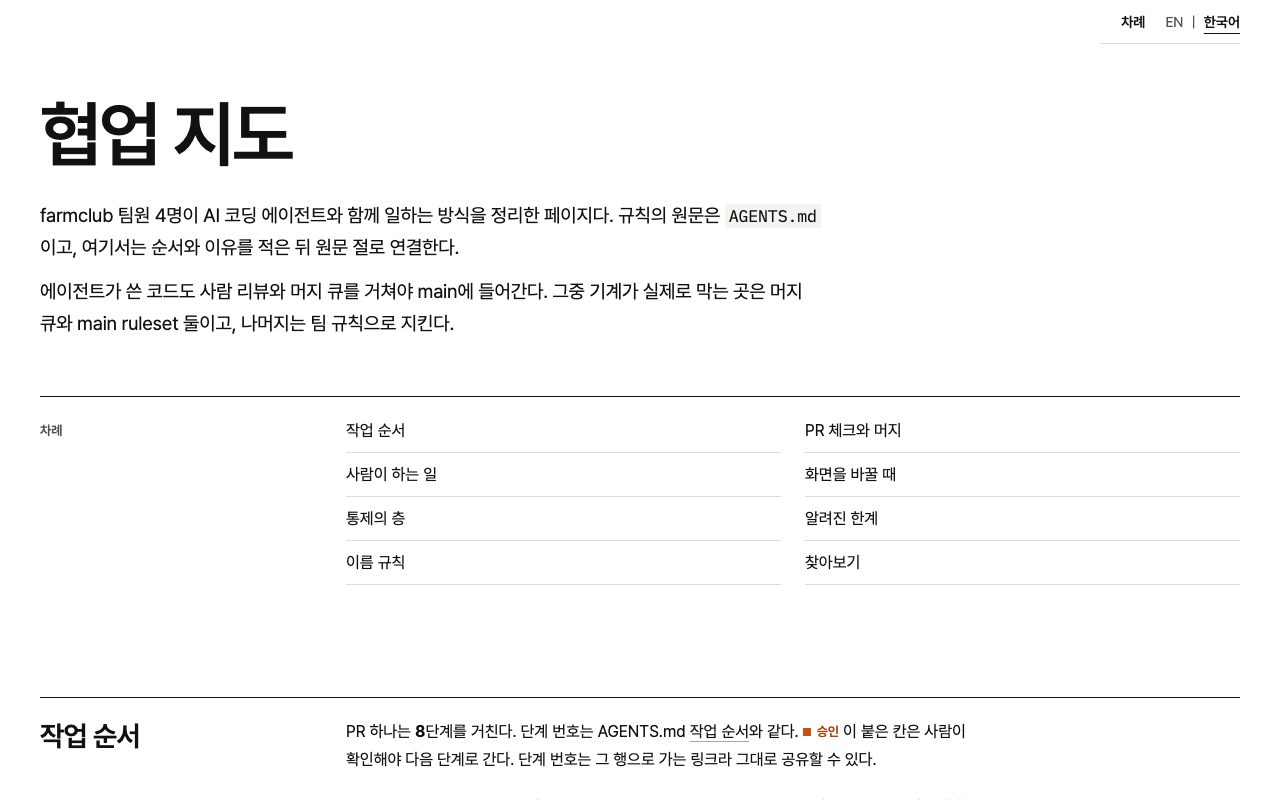 차례 EN | 한국어
협업 지도
farmclub 팀원 4명이 AI 코딩 에이전트와 함께 일하는 방식을 정리한 페이지다. 규칙의 원문은 AGENTS.md
이고, 여기서는 순서와 이유를 적은 뒤 원문 절로 연결한다.
에이전트가 쓴 코드도 사람 리뷰와 머지 큐를 거쳐야 main에 들어간다. 그중 기계가 실제로 막는 곳은 머지
큐와 main ruleset 둘이고, 나머지는 팀 규칙으로 지킨다.
차례
작업 순서
사람이 하는 일
통제의 층
이름 규칙
PR 체크와 머지
화면을 바꿀 때
알려진 한계
찾아보기
작업 순서
PR 하나는 8단계를 거친다. 단계 번호는 AGENTS.md 작업 순서와 같다. ■ 승인 이 붙은 칸은 사람이
확인해야 다음 단계로 간다. 단계 번호는 그 행으로 가는 링크라 그대로 공유할 수 있다.